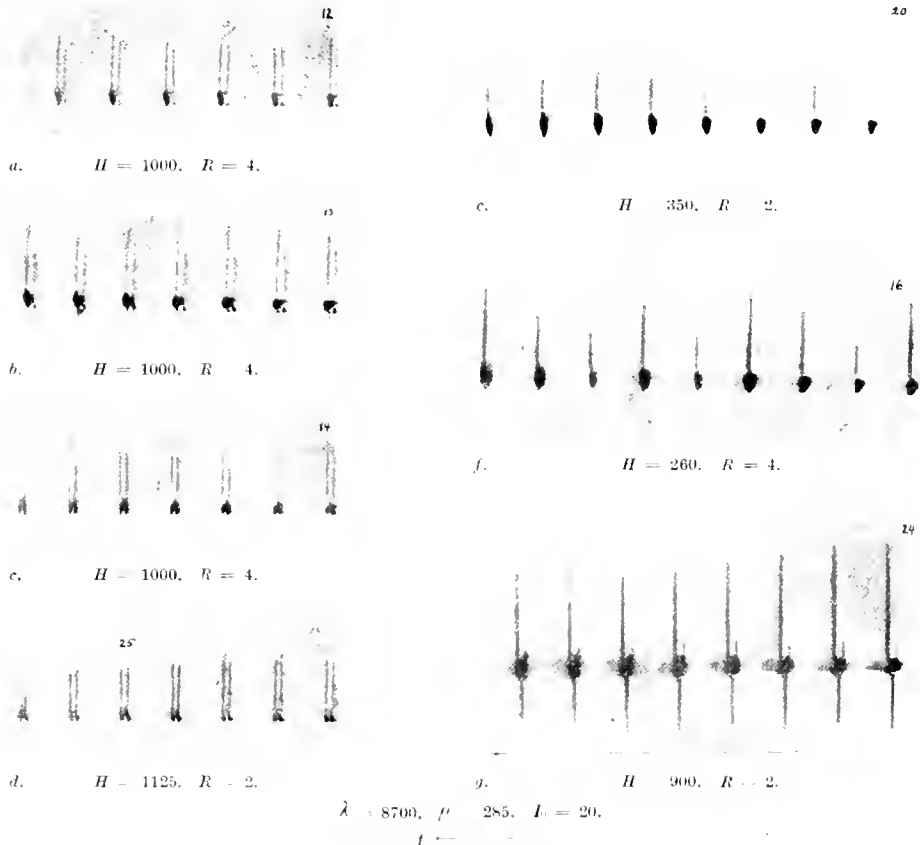 12
a. H = 1000, R = 4.
b. H = 1000, R = 4.
14
c. H = 1000, R = 4.
25
d. H = 1125, R = 2.
20
e. H = 350, R = 2.
16
f. H = 260, R = 4.
24
g. H = 900, R = 2.
λ = 8700, ρ = 285, I₀ = 20.
t ←